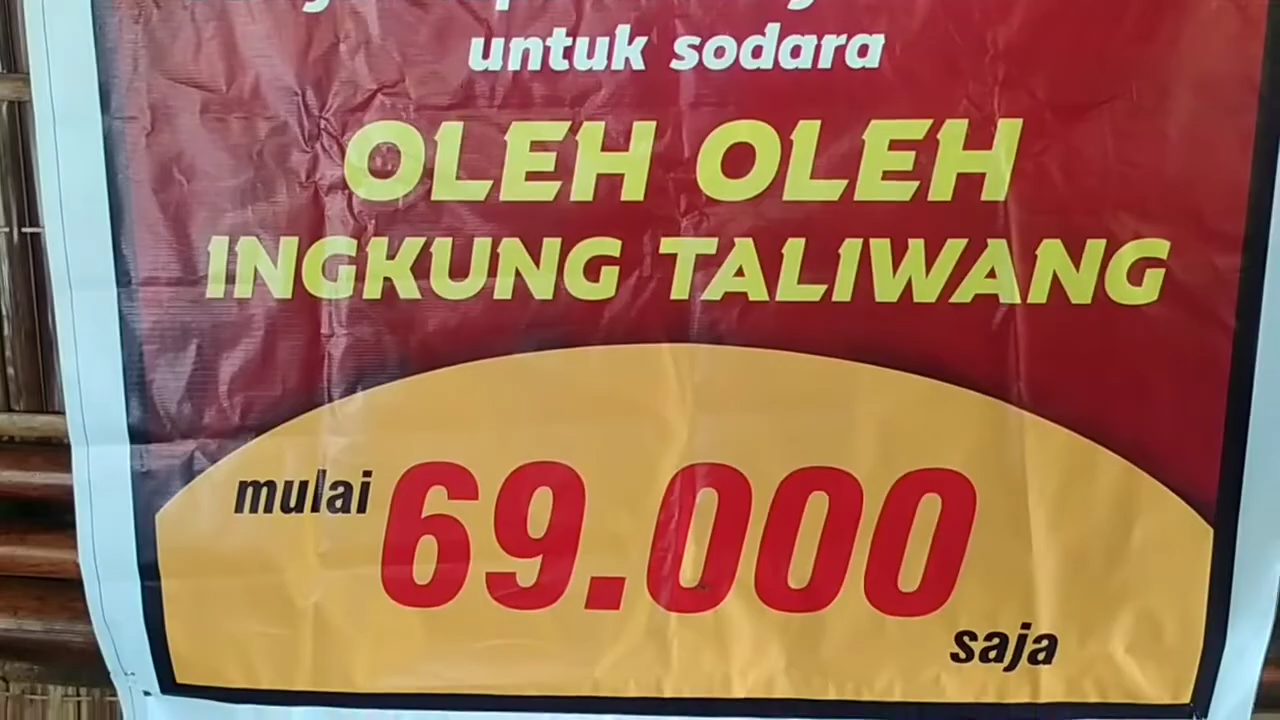 untuk sodara
OLEH OLEH
INGKUNG TALIWANG
mulai 69.000
saja